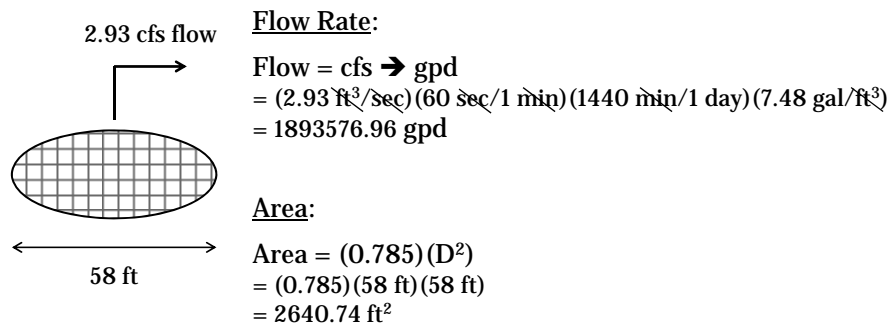 2.93 cfs flow
58 ft
Flow Rate:
Flow = cfs ➔ gpd
= (2.93 ft³/sec)(60 sec/1 min)(1440 min/1 day)(7.48 gal/ft³)
= 1893576.96 gpd
Area:
Area = (0.785)(D²)
= (0.785)(58 ft)(58 ft)
= 2640.74 ft²